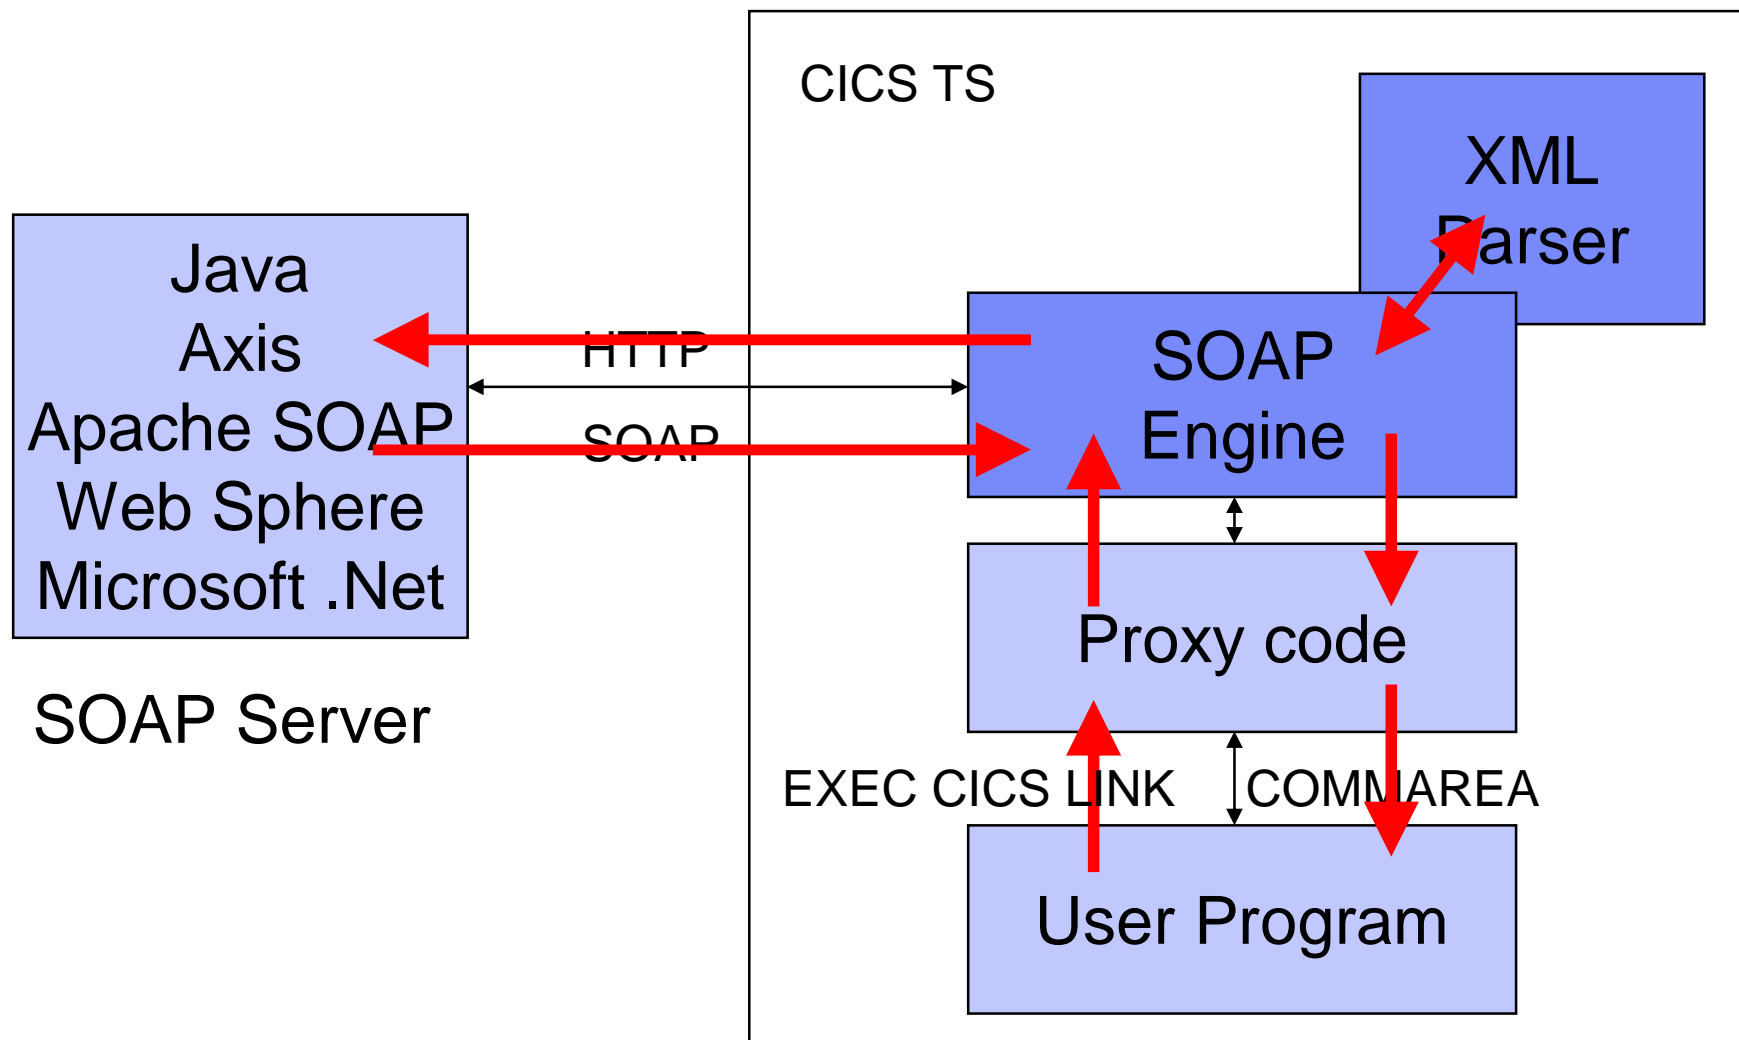 CICS TS
XML
Parser
Java
Axis
Apache SOAP
Web Sphere
Microsoft .Net
SOAP Server
HTTP
SOAP
SOAP
Engine
Proxy code
EXEC CICS LINK
COMMAREA
User Program